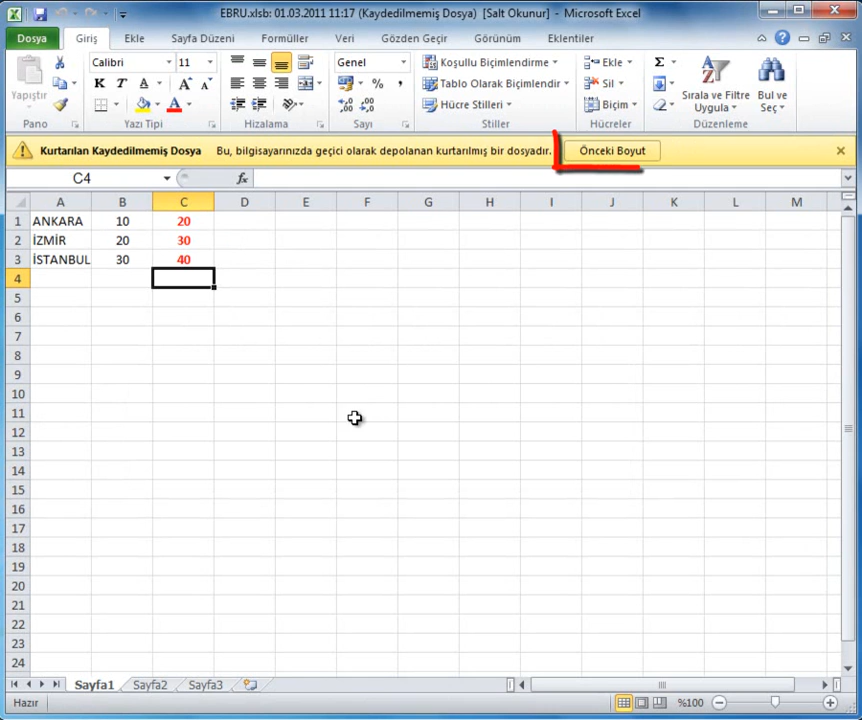 EBRU.xlsb: 01.03.2011 11:17 (Kaydedilmemiş Dosya) [Salt Okunur] - Microsoft Excel
Dosya Giriş Ekle Sayfa Düzeni Formüller Veri Gözden Geçir Görünüm Eklentiler
Calibri 11 Genel Koşullu Biçimlendirme Ekle Σ
Yapıştır K T A A A % Tablo Olarak Biçimlendir Sil Sırala ve Filtre Uygula Bul ve Seç
A Hücre Stilleri Biçim
Pano Yazı Tipi Hizalama Sayı Stiller Hücreler Düzenleme
Kurtarılan Kaydedilmemiş Dosya Bu, bilgisayarınızda geçici olarak depolanan kurtarılmış bir dosyadır. Önceki Boyut
C4 fx
A B C D E F G H I J K L M
1 ANKARA 10 20
2 İZMİR 20 30
3 İSTANBUL 30 40
4
5
6
7
8
9
10
11
12
13
14
15
16
17
18
19
20
21
22
23
24
Sayfa1 Sayfa2 Sayfa3
Hazır %100